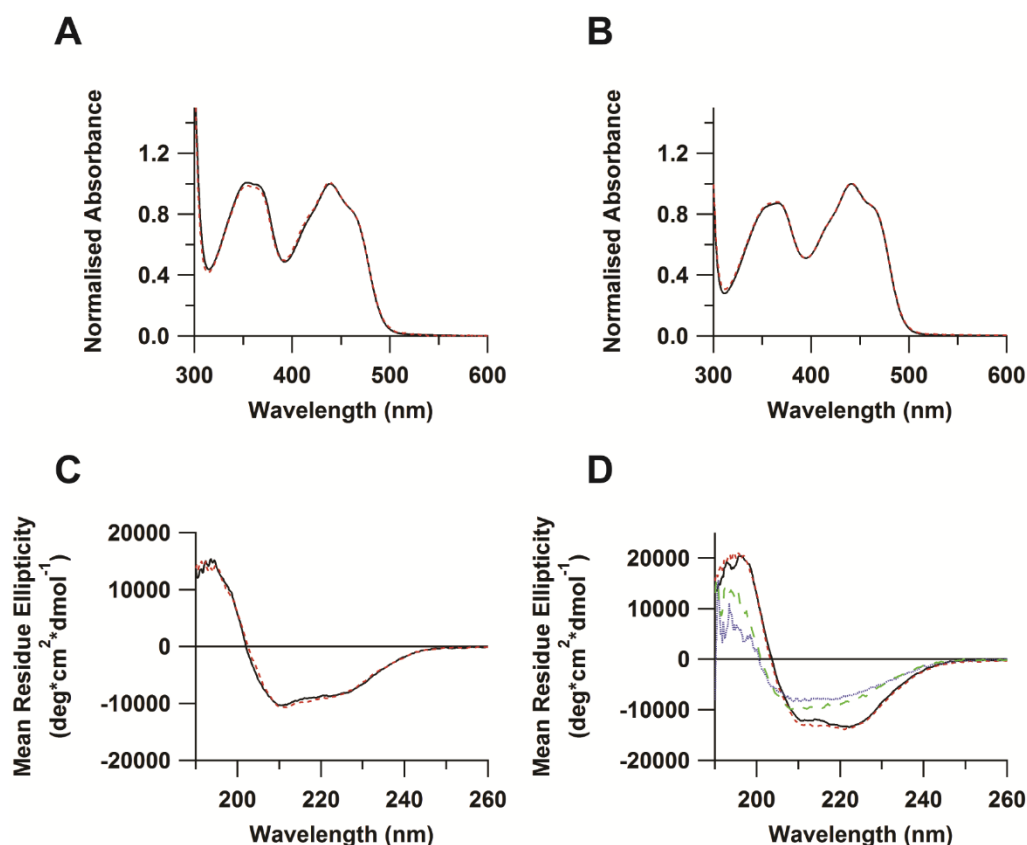 A
B
Normalised Absorbance
1.2
0.8
0.4
0.0
300 400 500 600
Wavelength (nm)
Normalised Absorbance
1.2
0.8
0.4
0.0
300 400 500 600
Wavelength (nm)
C
D
Mean Residue Ellipticity
(deg*cm2*dmol-1)
20000
10000
0
-10000
-20000
200 220 240 260
Wavelength (nm)
Mean Residue Ellipticity
(deg*cm2*dmol-1)
20000
10000
0
-10000
-20000
200 220 240 260
Wavelength (nm)